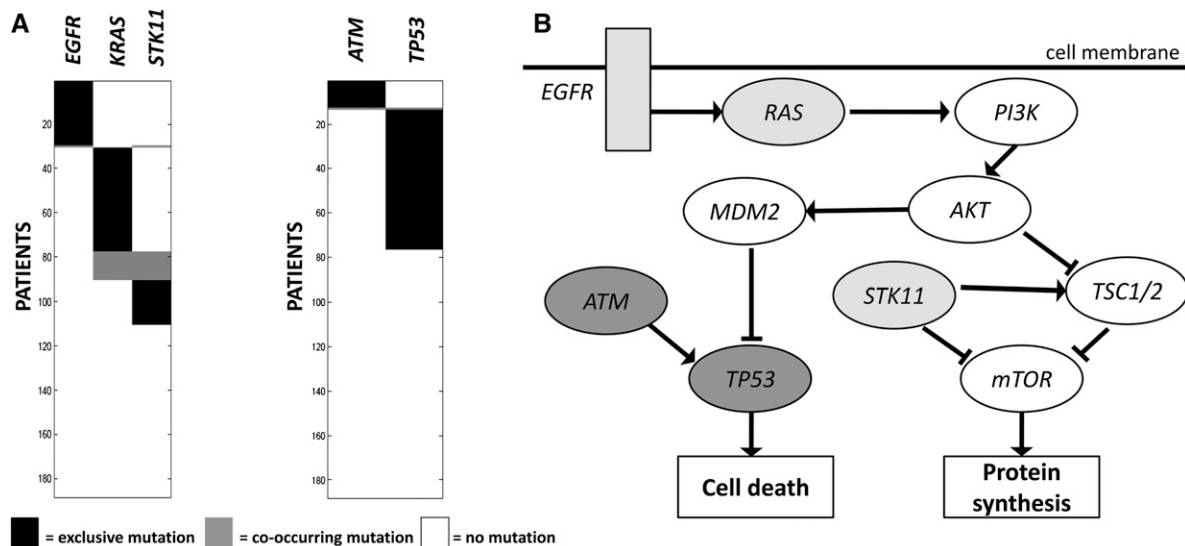 A
EGFR
KRAS
STK11
PATIENTS
20
40
60
80
100
120
140
160
180
ATM
TP53
PATIENTS
20
40
60
80
100
120
140
160
180
= exclusive mutation
= co-occurring mutation
= no mutation
B
cell membrane
EGFR
RAS
PI3K
MDM2
AKT
ATM
STK11
TSC1/2
TP53
mTOR
Cell death
Protein
synthesis